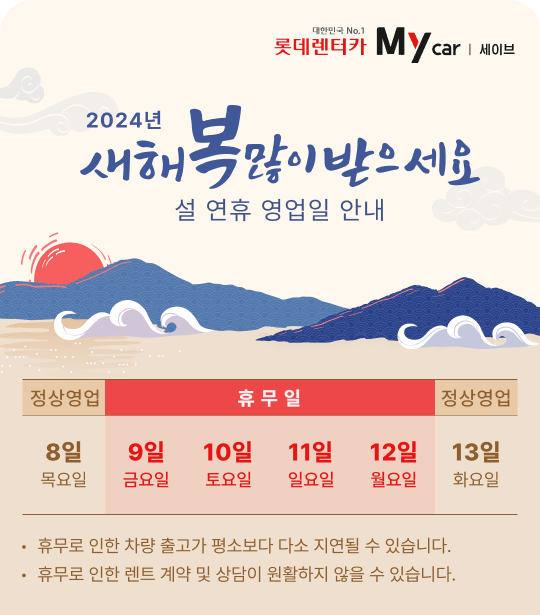 대한민국 No.1
롯데렌터카 My car | 세이브
2024년
새해 복 많이 받으세요
설 연휴 영업일 안내
정상영업 휴무일 정상영업
8일 9일 10일 11일 12일 13일
목요일 금요일 토요일 일요일 월요일 화요일
• 휴무로 인한 차량 출고가 평소보다 다소 지연될 수 있습니다.
• 휴무로 인한 렌트 계약 및 상담이 원활하지 않을 수 있습니다.